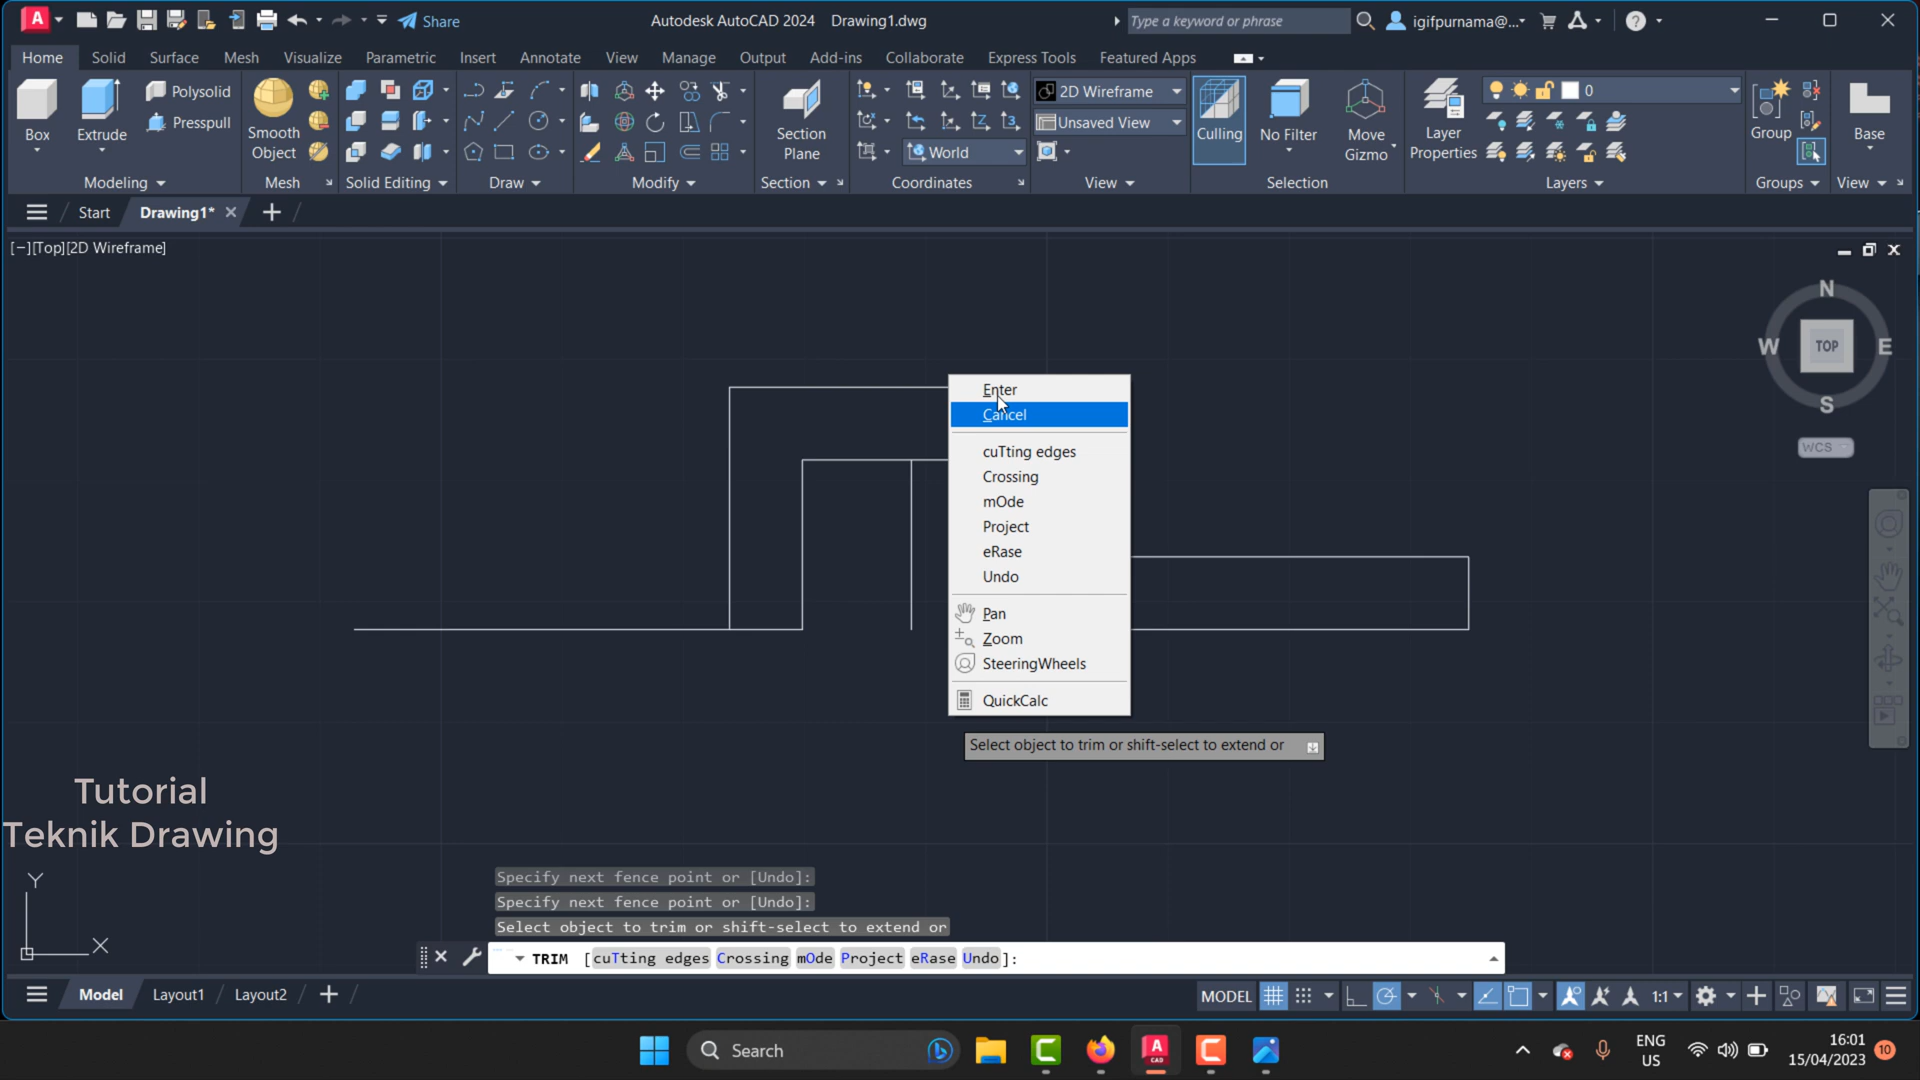 Share
Autodesk AutoCAD 2024 Drawing1.dwg
Type a keyword or phrase
igifpurnama@...
Home Solid Surface Mesh Visualize Parametric Insert Annotate View Manage Output Add-ins Collaborate Express Tools Featured Apps
Box
Extrude
Polysolid
Presspull
Modeling
Smooth
Object
Mesh
Solid Editing
Draw
Modify
Section
Plane
Section
World
Coordinates
2D Wireframe
Unsaved View
View
Culling
No Filter
Move
Gizmo
Selection
Layer
Properties
0
Layers
Group
Groups
Base
View
Start
Drawing1*
[−][Top][2D Wireframe]
N
W
TOP
E
S
WCS
Enter
Cancel
cuTting edges
Crossing
mOde
Project
eRase
Undo
Pan
Zoom
SteeringWheels
QuickCalc
Select object to trim or shift-select to extend or
Tutorial
Teknik Drawing
Y
X
Specify next fence point or [Undo]:
Specify next fence point or [Undo]:
Select object to trim or shift-select to extend or
TRIM [cuTting edges Crossing mOde Project eRase Undo]:
Model Layout1 Layout2
MODEL
1:1
Search
ENG
US
16:01
15/04/2023
10